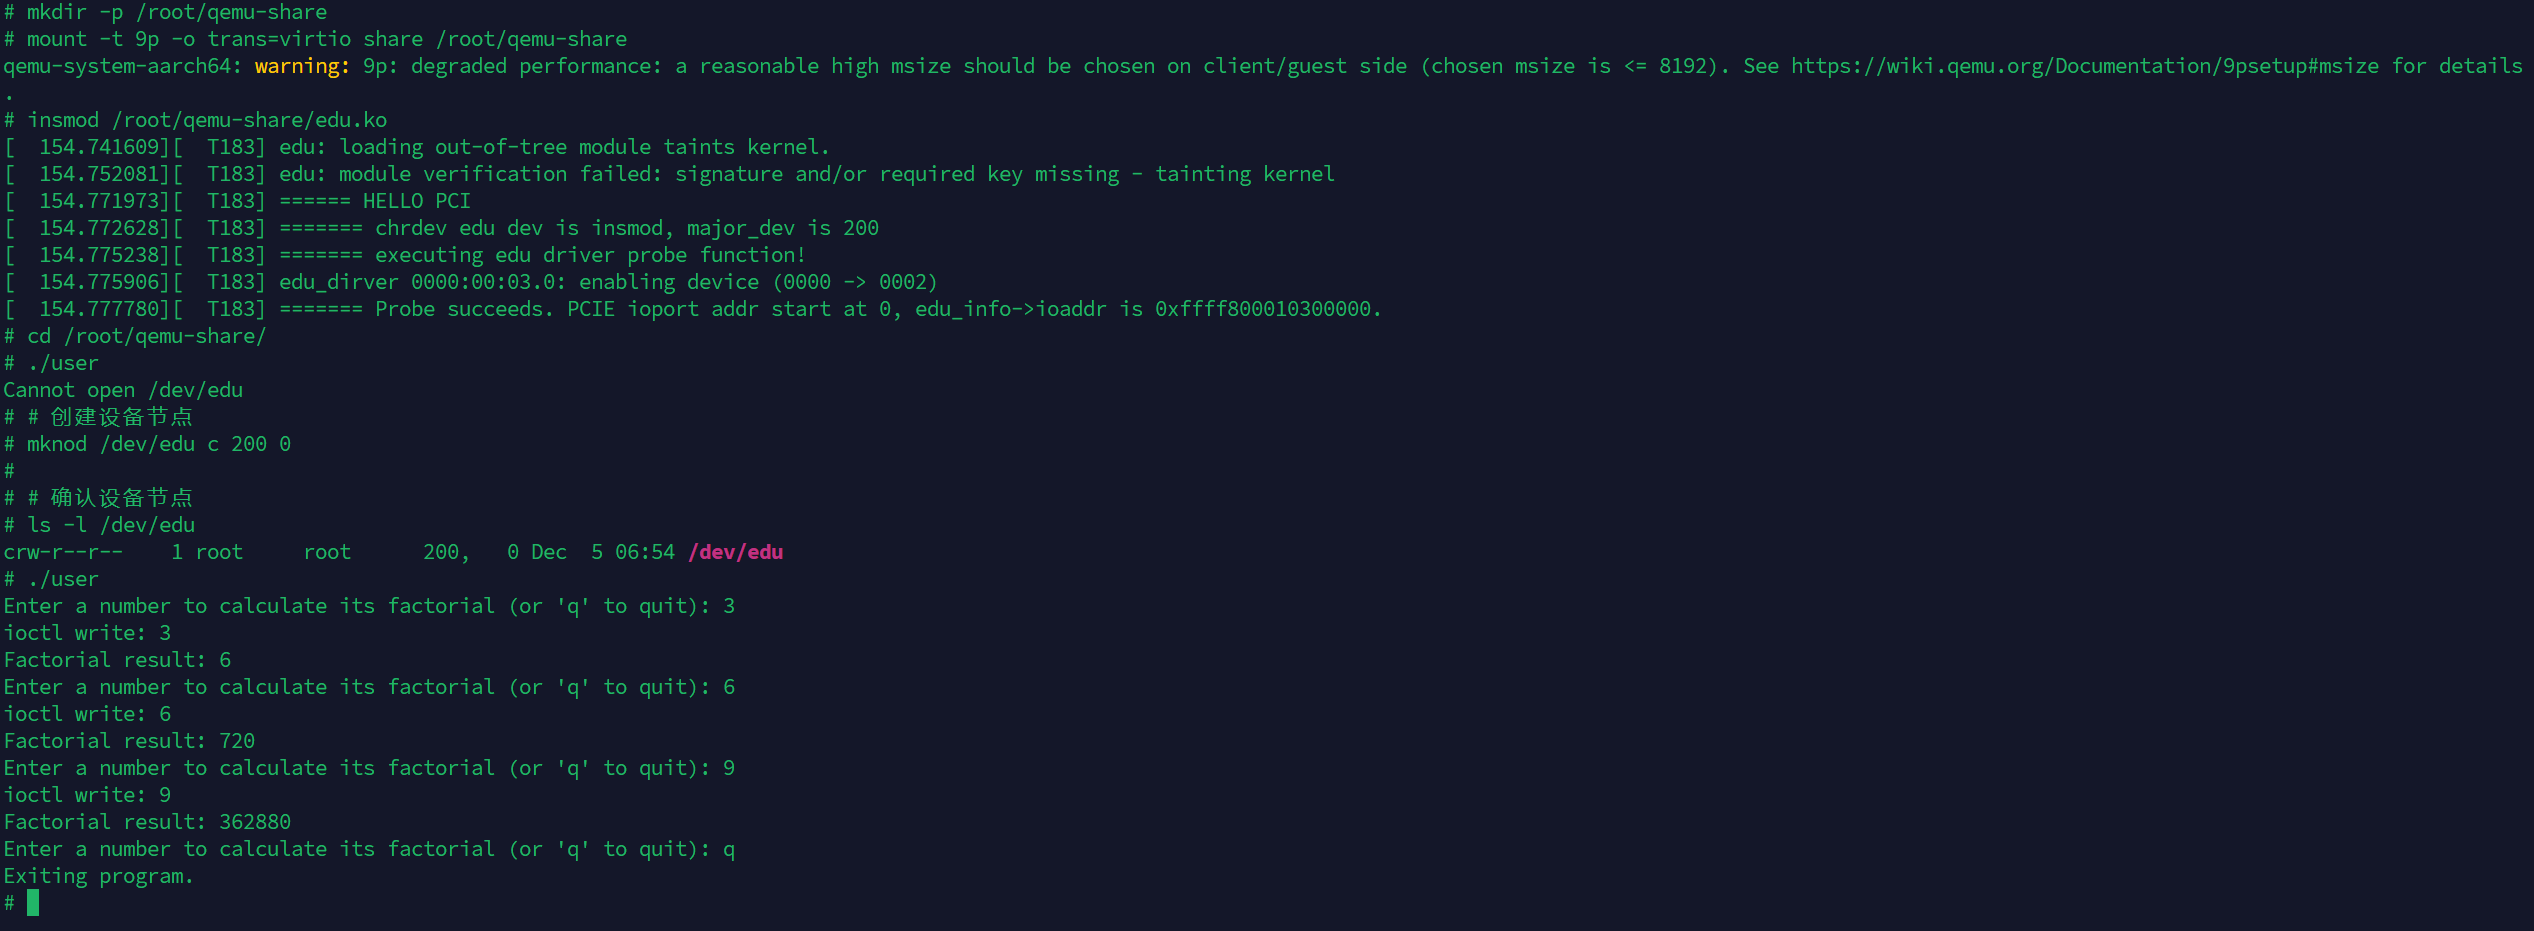 # mkdir -p /root/qemu-share
# mount -t 9p -o trans=virtio share /root/qemu-share
qemu-system-aarch64: warning: 9p: degraded performance: a reasonable high msize should be chosen on client/guest side (chosen msize is <= 8192). See https://wiki.qemu.org/Documentation/9psetup#msize for details
.
# insmod /root/qemu-share/edu.ko
[  154.741609][  T183] edu: loading out-of-tree module taints kernel.
[  154.752081][  T183] edu: module verification failed: signature and/or required key missing - tainting kernel
[  154.771973][  T183] ====== HELLO PCI
[  154.772628][  T183] ======= chrdev edu dev is insmod, major_dev is 200
[  154.775238][  T183] ======= executing edu driver probe function!
[  154.775906][  T183] edu_dirver 0000:00:03.0: enabling device (0000 -> 0002)
[  154.777780][  T183] ======= Probe succeeds. PCIE ioport addr start at 0, edu_info->ioaddr is 0xffff800010300000.
# cd /root/qemu-share/
# ./user
Cannot open /dev/edu
# # 创建设备节点
# mknod /dev/edu c 200 0
#
# # 确认设备节点
# ls -l /dev/edu
crw-r--r--    1 root     root      200,   0 Dec  5 06:54 /dev/edu
# ./user
Enter a number to calculate its factorial (or 'q' to quit): 3
ioctl write: 3
Factorial result: 6
Enter a number to calculate its factorial (or 'q' to quit): 6
ioctl write: 6
Factorial result: 720
Enter a number to calculate its factorial (or 'q' to quit): 9
ioctl write: 9
Factorial result: 362880
Enter a number to calculate its factorial (or 'q' to quit): q
Exiting program.
#